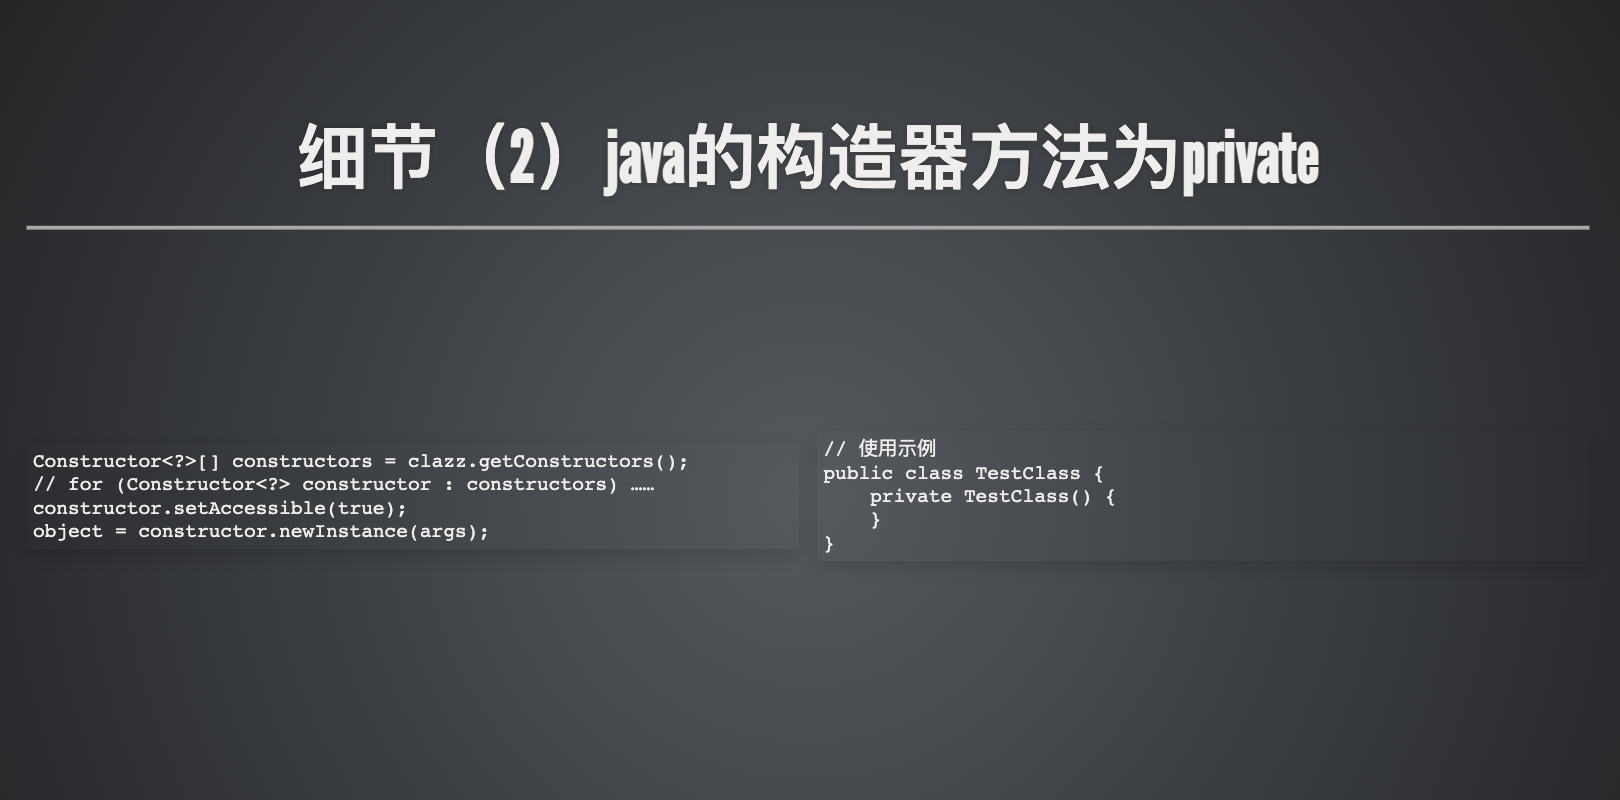 细节（2）java的构造器方法为private
Constructor<?>[] constructors = clazz.getConstructors();
// for (Constructor<?> constructor : constructors) ……
constructor.setAccessible(true);
object = constructor.newInstance(args);
// 使用示例
public class TestClass {
    private TestClass() {
    }
}